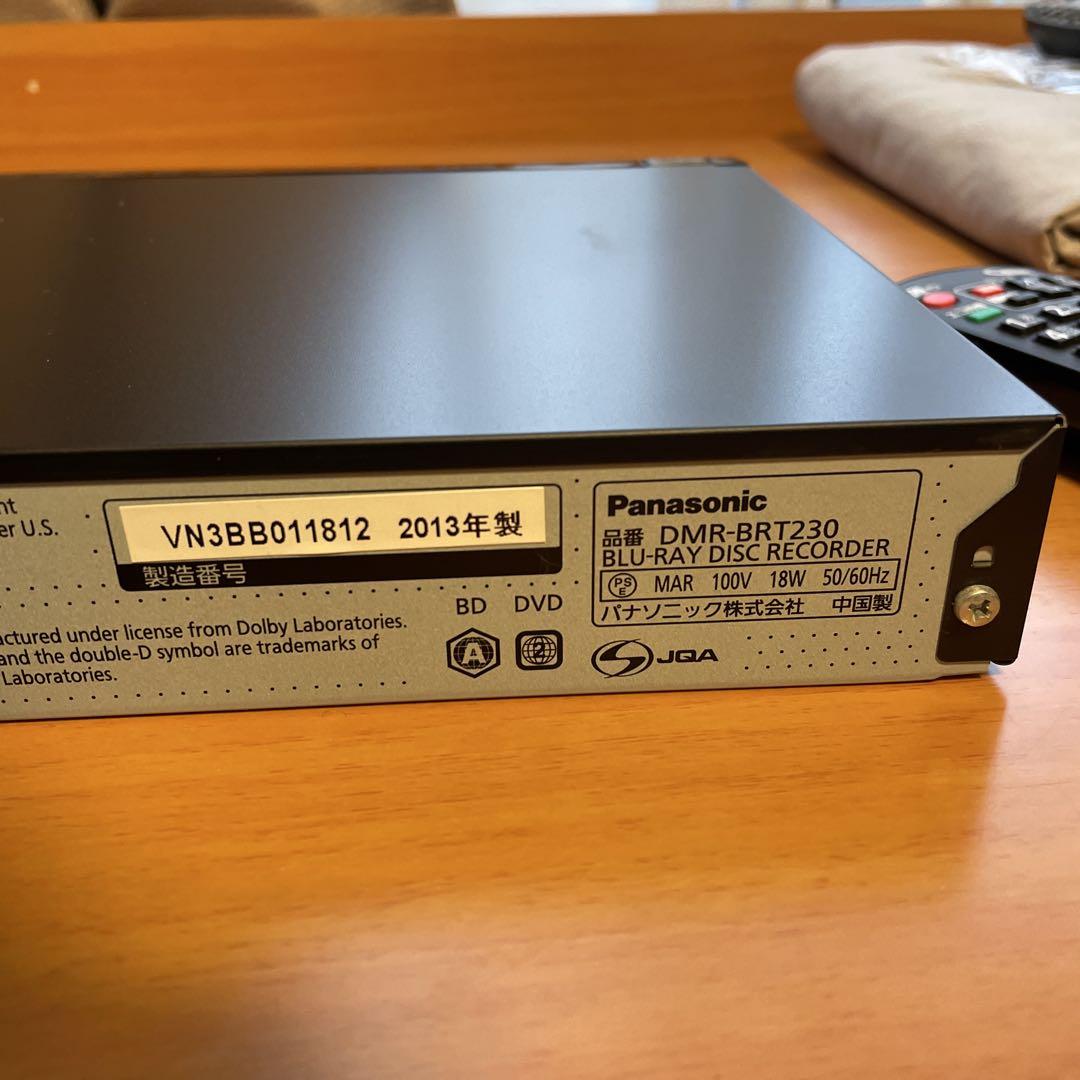 nt
er U.S.
VN3BB011812 2013年製
製造番号
actured under license from Dolby Laboratories.
and the double-D symbol are trademarks of
Laboratories.
BD DVD
A 2
Panasonic
品番 DMR-BRT230
BLU-RAY DISC RECORDER
PSE MAR 100V 18W 50/60Hz
パナソニック株式会社 中国製
JQA